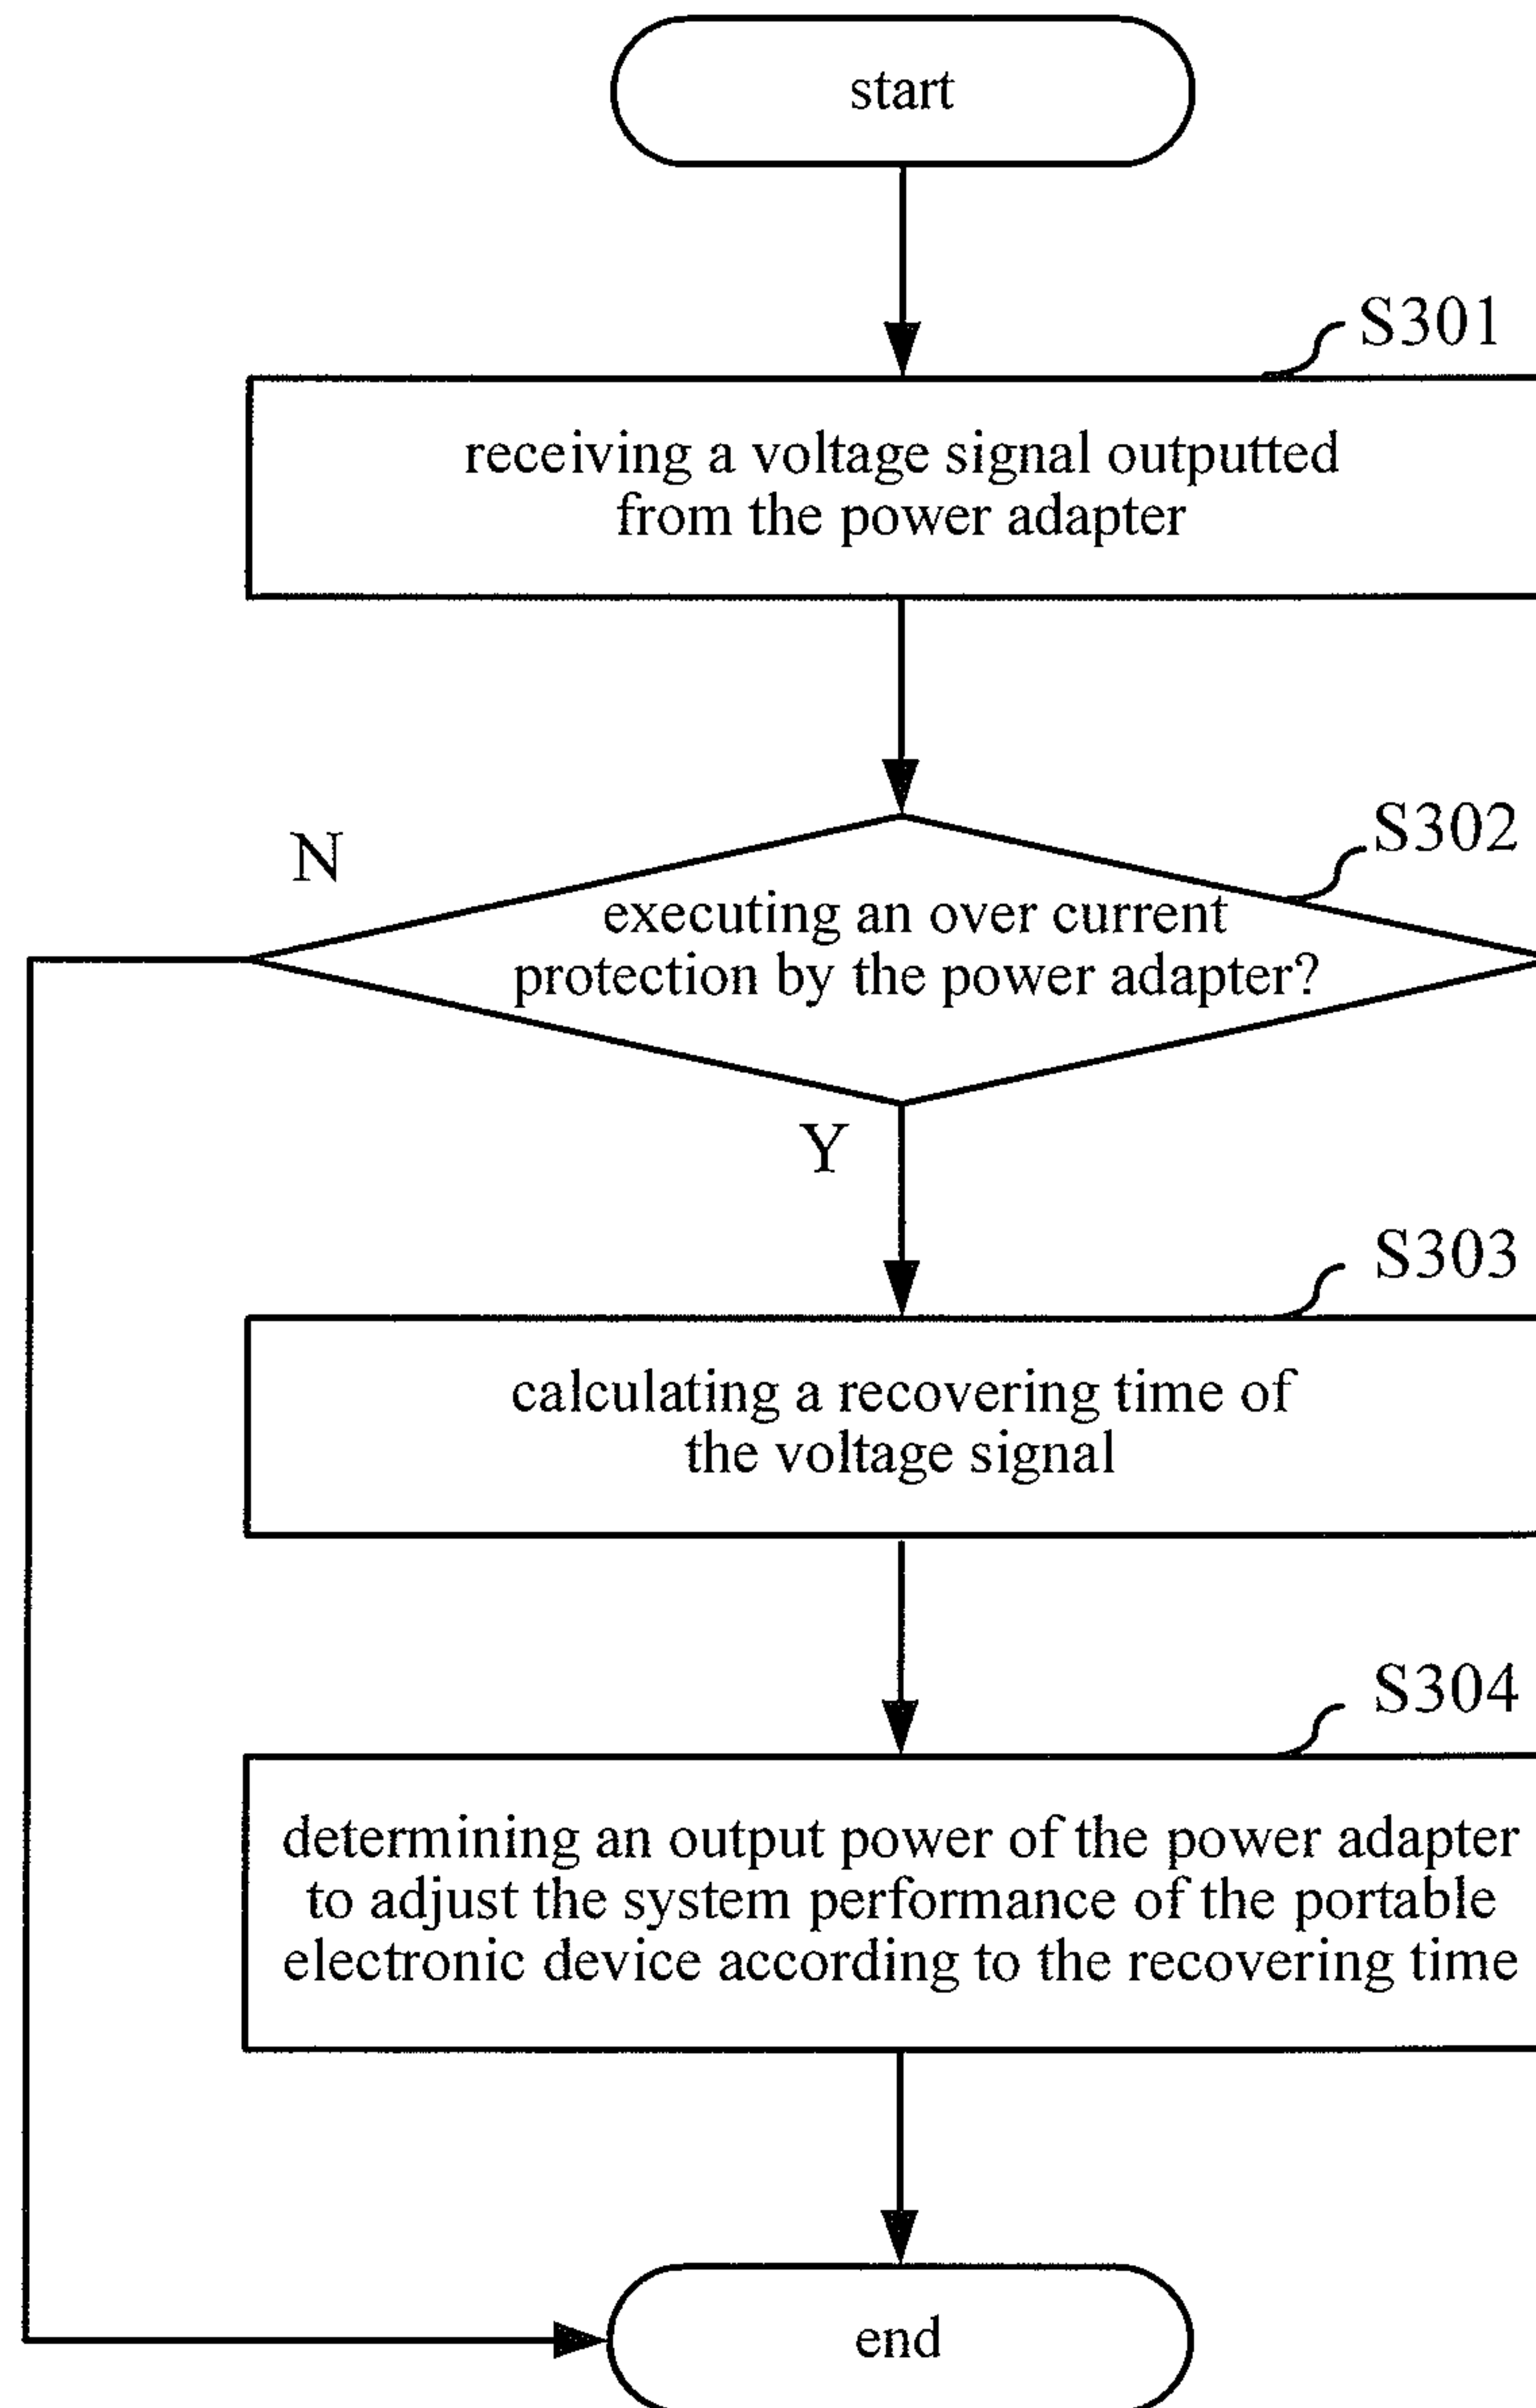 start
S301
receiving a voltage signal outputted
from the power adapter
S302
N
executing an over current
protection by the power adapter?
Y
S303
calculating a recovering time of
the voltage signal
S304
determining an output power of the power adapter
to adjust the system performance of the portable
electronic device according to the recovering time
end